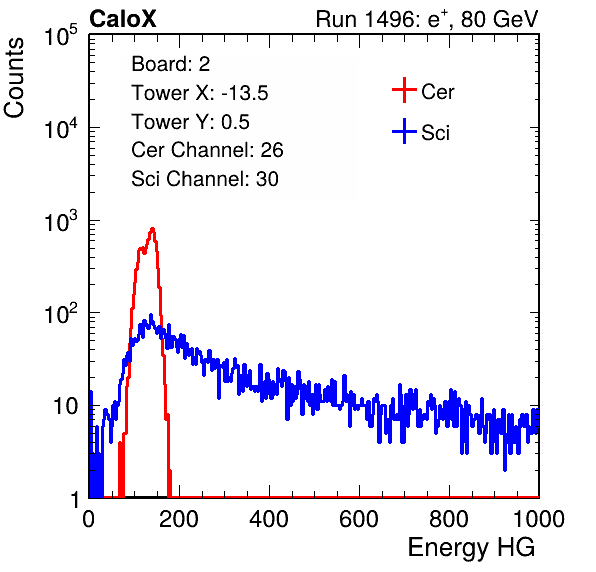 CaloX Run 1496: e⁺, 80 GeV
Counts
Board: 2
Tower X: -13.5
Tower Y: 0.5
Cer Channel: 26
Sci Channel: 30
Cer
Sci
10⁵
10⁴
10³
10²
10
1
0 200 400 600 800 1000
Energy HG